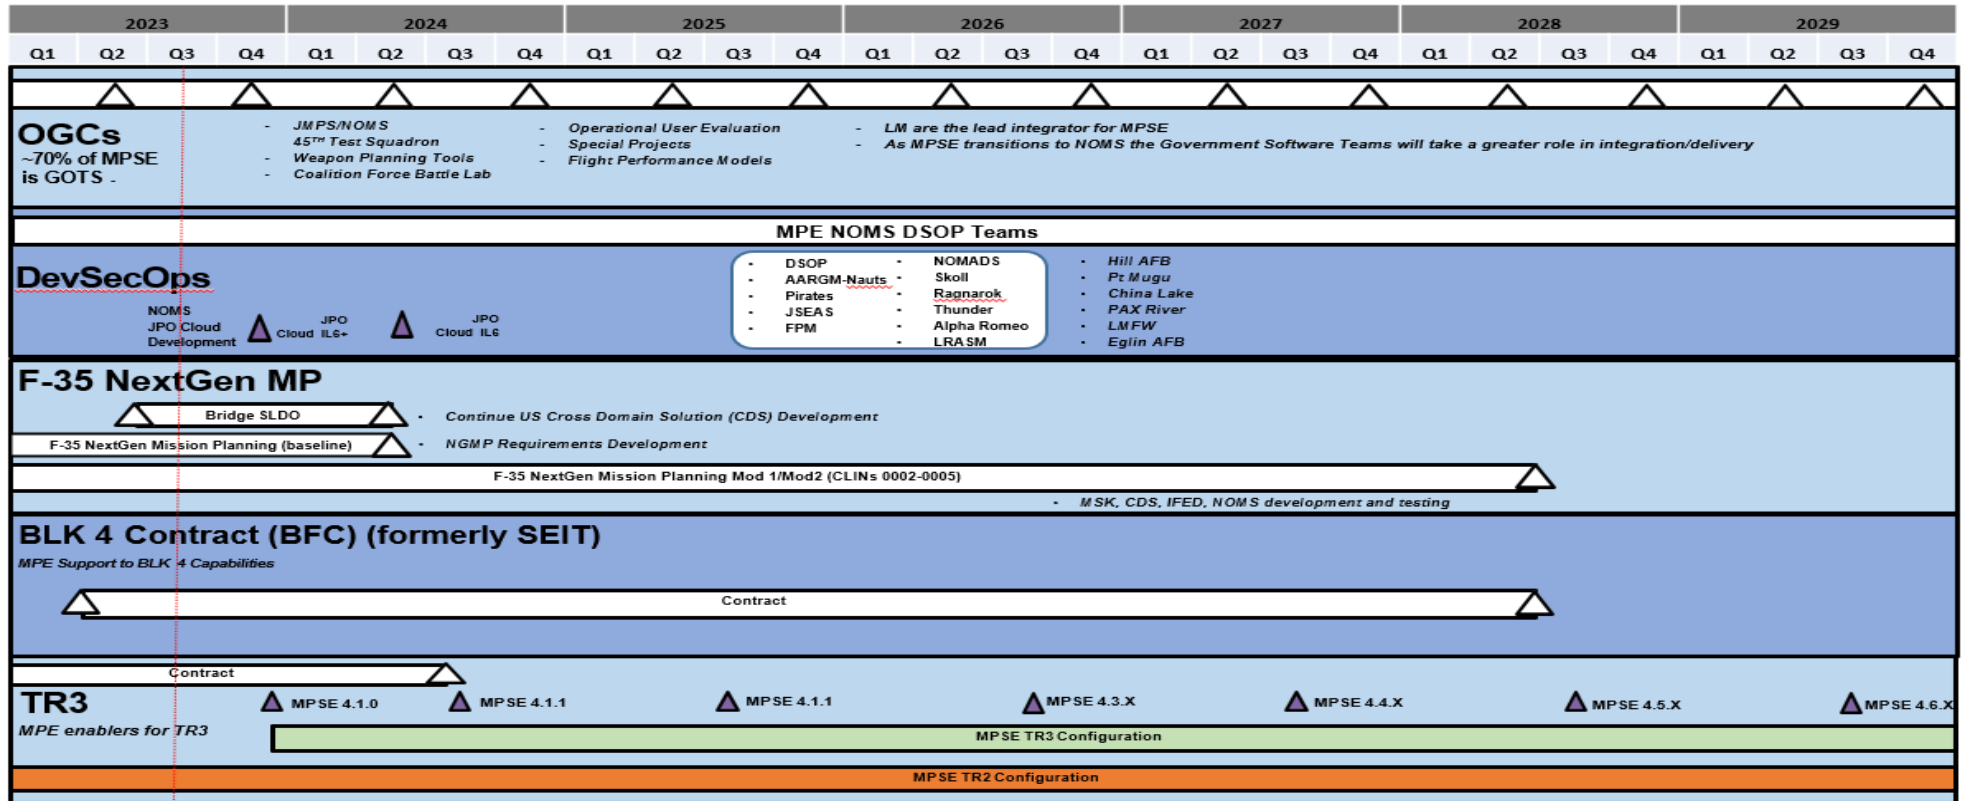 2023 2024 2025 2026 2027 2028 2029
Q1 Q2 Q3 Q4 Q1 Q2 Q3 Q4 Q1 Q2 Q3 Q4 Q1 Q2 Q3 Q4 Q1 Q2 Q3 Q4 Q1 Q2 Q3 Q4 Q1 Q2 Q3 Q4
OGCs
~70% of MPSE
is GOTS .
- JMPS/NOMS
45TH Test Squadron
- Weapon Planning Tools
- Coalition Force Battle Lab
- Operational User Evaluation
- Special Projects
- Flight Performance Models
- LM are the lead integrator for MPSE
- As MPSE transitions to NOMS the Government Software Teams will take a greater role in integration/delivery
MPE NOMS DSOP Teams
DevSecOps
NOMS
JPO Cloud
Development
JPO
Cloud IL6+
JPO
Cloud IL6
- DSOP
- AARGM-Nauts
- Pirates
- JSEAS
- FPM
- NOMADS
- Skoll
- Ragnarok
- Thunder
- Alpha Romeo
- LRASM
- Hill AFB
- Pt Mugu
- China Lake
- PAX River
- LMFW
- Eglin AFB
F-35 NextGen MP
Bridge SLDO
- Continue US Cross Domain Solution (CDS) Development
F-35 NextGen Mission Planning (baseline)
- NGMP Requirements Development
F-35 NextGen Mission Planning Mod 1/Mod2 (CLINs 0002-0005)
- MSK, CDS, IFED, NOMS development and testing
BLK 4 Contract (BFC) (formerly SEIT)
MPE Support to BLK 4 Capabilities
Contract
Contract
TR3
MPE enablers for TR3
MPSE 4.1.0 MPSE 4.1.1 MPSE 4.1.1 MPSE 4.3.X MPSE 4.4.X MPSE 4.5.X MPSE 4.6.X
MPSE TR3 Configuration
MPSE TR2 Configuration